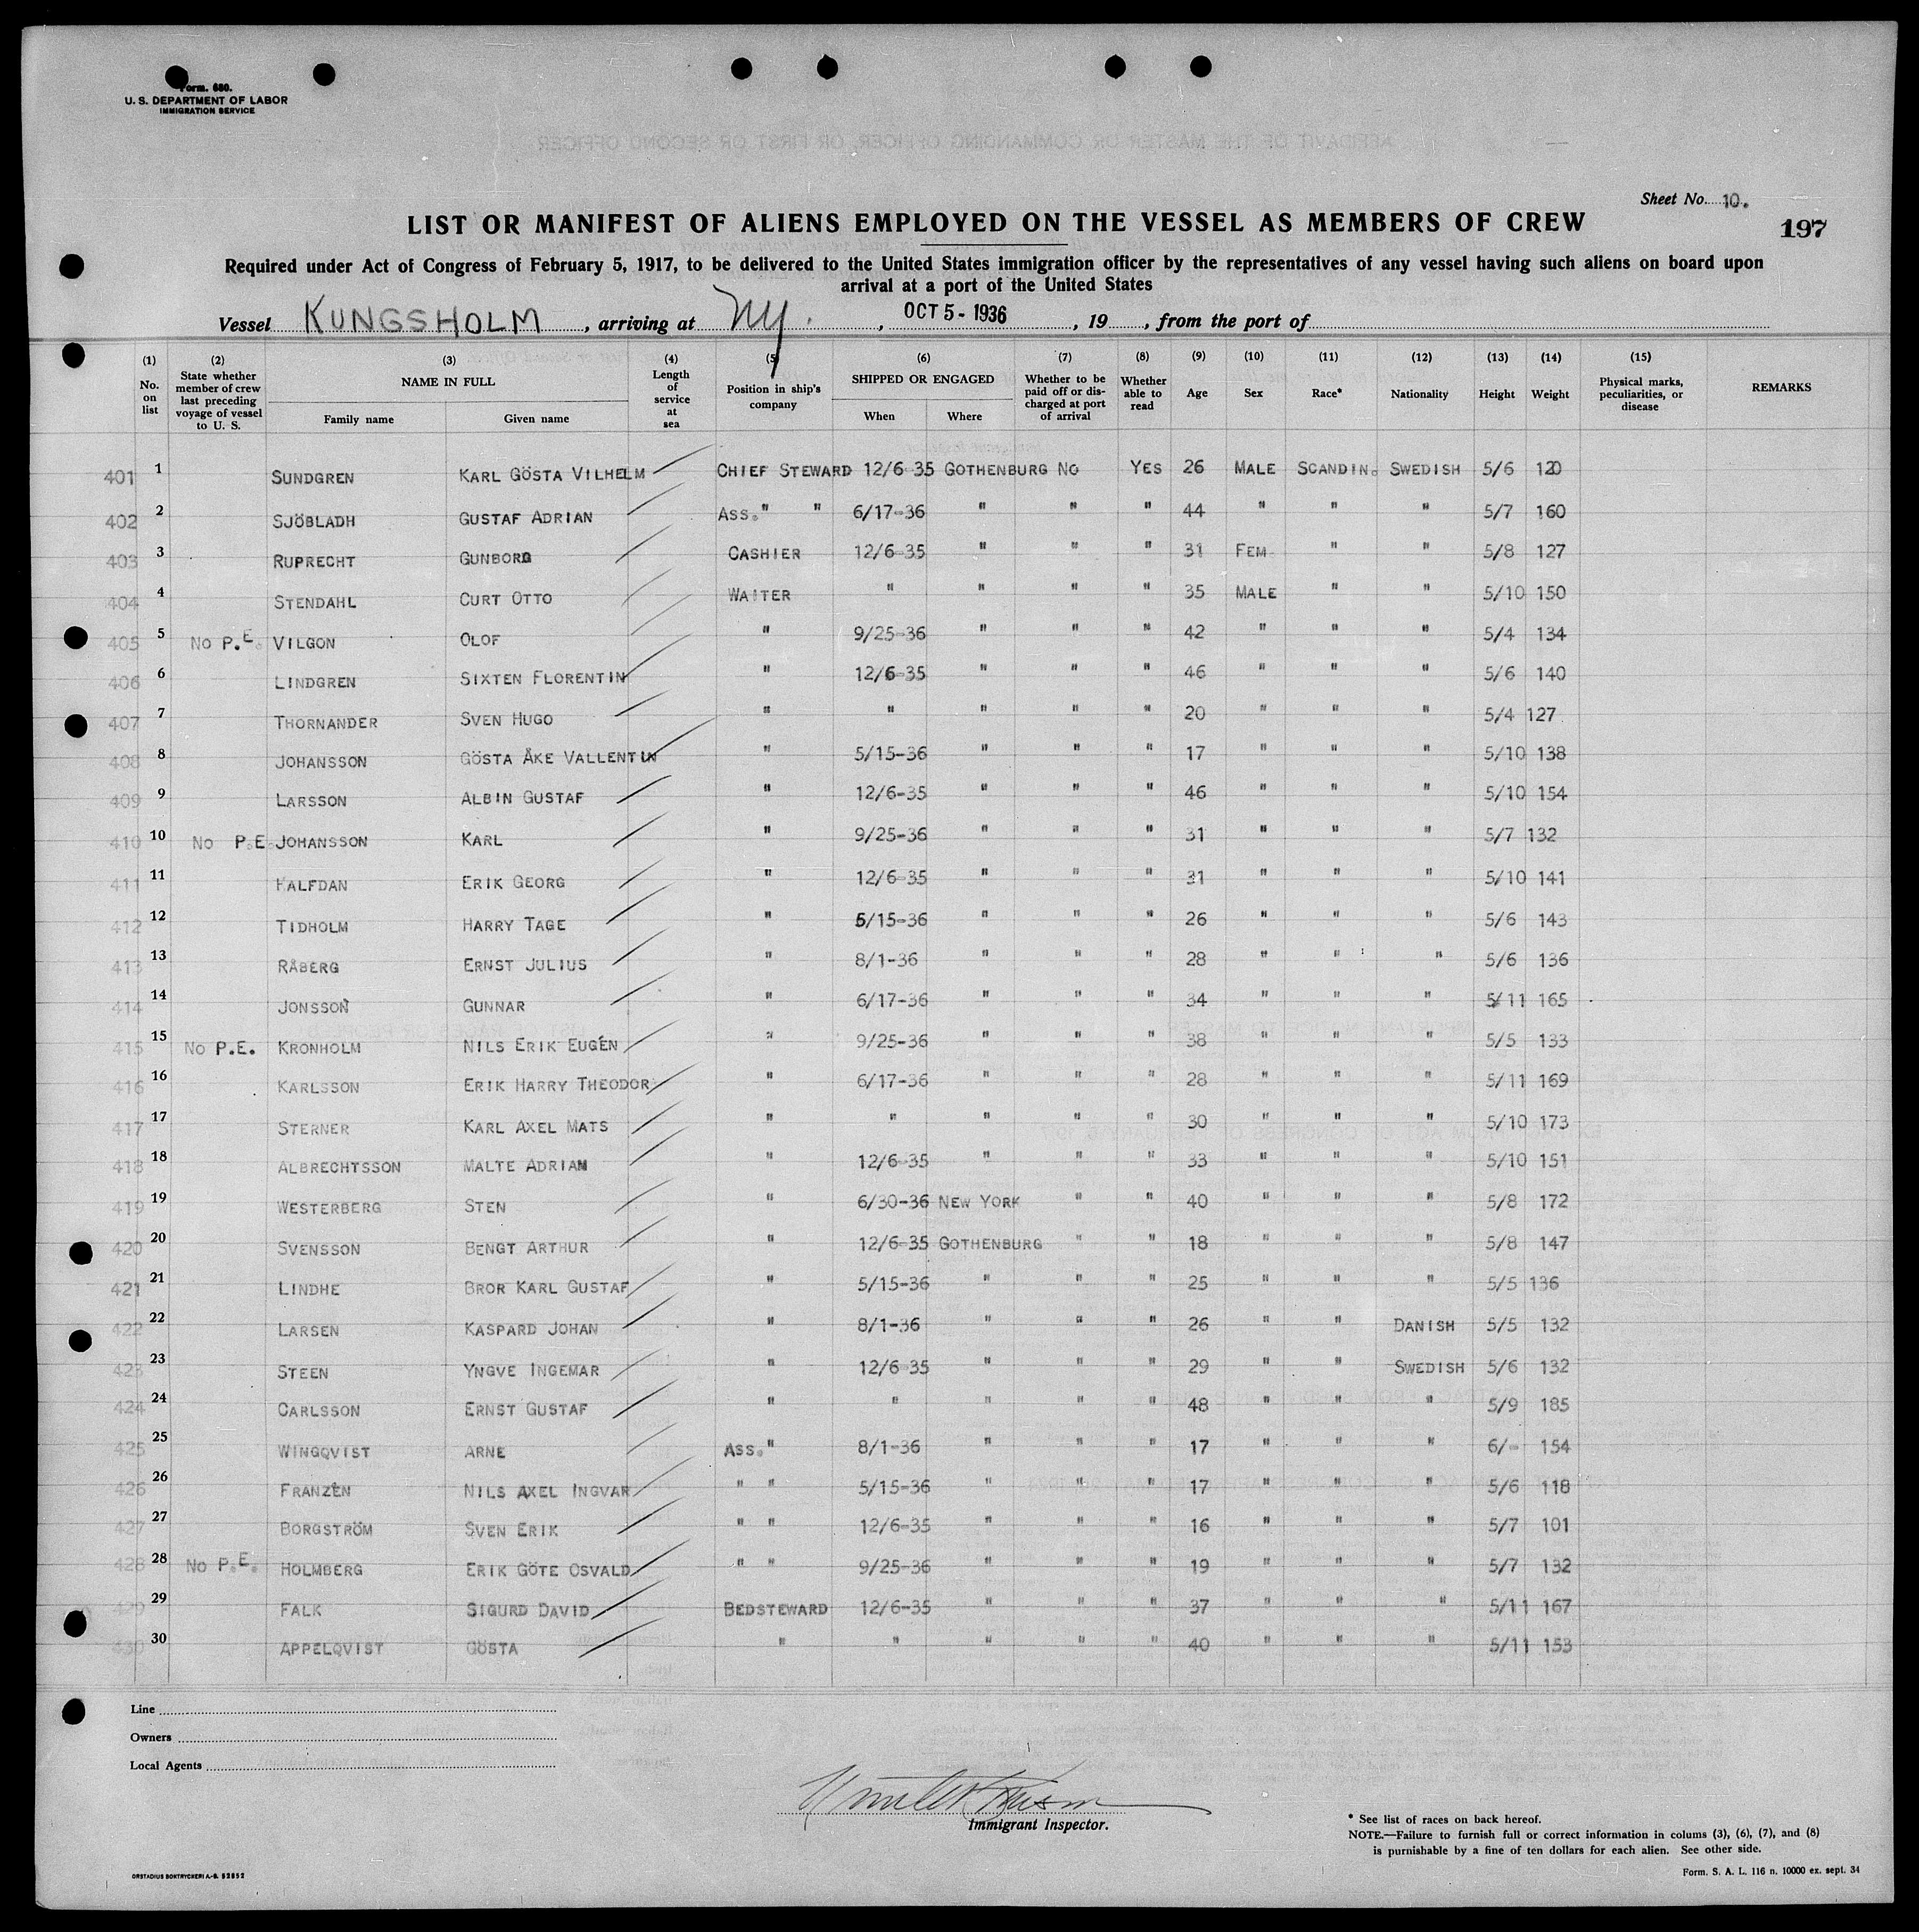 Form. 680.
U. S. DEPARTMENT OF LABOR
IMMIGRATION SERVICE
Sheet No. 10.
LIST OR MANIFEST OF ALIENS EMPLOYED ON THE VESSEL AS MEMBERS OF CREW
197
Required under Act of Congress of February 5, 1917, to be delivered to the United States immigration officer by the representatives of any vessel having such aliens on board upon
arrival at a port of the United States
Vessel KUNGSHOLM, arriving at NY., OCT 5 - 1936, 19, from the port of
(1) No. on list (2) State whether member of crew last preceding voyage of vessel to U. S. (3) NAME IN FULL Family name Given name (4) Length of service at sea (5) Position in ship's company (6) SHIPPED OR ENGAGED When Where (7) Whether to be paid off or discharged at port of arrival (8) Whether able to read (9) Age (10) Sex (11) Race* (12) Nationality (13) Height (14) Weight (15) Physical marks, peculiarities, or disease REMARKS
401 1 SUNDGREN KARL GÖSTA VILHELM CHIEF STEWARD 12/6-35 GOTHENBURG NO YES 26 MALE SCANDIN. SWEDISH 5/6 120
402 2 SJÖBLADH GUSTAF ADRIAN ASS. " " 6/17-36 " " " 44 " " " 5/7 160
403 3 RUPRECHT GUNBORG CASHIER 12/6-35 " " " 31 FEM " " 5/8 127
404 4 STENDAHL CURT OTTO WAITER " " " " 35 MALE " " 5/10 150
405 5 NO P.E. VILGON OLOF " 9/25-36 " " " 42 " " " 5/4 134
406 6 LINDGREN SIXTEN FLORENTIN " 12/6-35 " " " 46 " " " 5/6 140
407 7 THORNANDER SVEN HUGO " " " " " 20 " " " 5/4 127
408 8 JOHANSSON GÖSTA ÅKE VALLENTIN " 5/15-36 " " " 17 " " " 5/10 138
409 9 LARSSON ALBIN GUSTAF " 12/6-35 " " " 46 " " " 5/10 154
410 10 NO P.E. JOHANSSON KARL " 9/25-36 " " " 31 " " " 5/7 132
411 11 HALFDAN ERIK GEORG " 12/6-35 " " " 31 " " " 5/10 141
412 12 TIDHOLM HARRY TAGE " 5/15-36 " " " 26 " " " 5/6 143
413 13 RÅBERG ERNST JULIUS " 8/1-36 " " " 28 " " " 5/6 136
414 14 JONSSON GUNNAR " 6/17-36 " " " 34 " " " 5/11 165
415 15 NO P.E. KRONHOLM NILS ERIK EUGÉN " 9/25-36 " " " 38 " " " 5/5 133
416 16 KARLSSON ERIK HARRY THEODOR " 6/17-36 " " " 28 " " " 5/11 169
417 17 STERNER KARL AXEL MATS " " " " " 30 " " " 5/10 173
418 18 ALBRECHTSSON MALTE ADRIAN " 12/6-35 " " " 33 " " " 5/10 151
419 19 WESTERBERG STEN " 6/30-36 NEW YORK " " 40 " " " 5/8 172
420 20 SVENSSON BENGT ARTHUR " 12/6-35 GOTHENBURG " " 18 " " " 5/8 147
421 21 LINDHE BROR KARL GUSTAF " 5/15-36 " " " 25 " " " 5/5 136
422 22 LARSEN KASPARD JOHAN " 8/1-36 " " " 26 " " DANISH 5/5 132
423 23 STEEN YNGVE INGEMAR " 12/6-35 " " " 29 " " SWEDISH 5/6 132
424 24 CARLSSON ERNST GUSTAF " " " " " 48 " " " 5/9 185
425 25 WINGQVIST ARNE ASS. " 8/1-36 " " " 17 " " " 6/- 154
426 26 FRANZÉN NILS AXEL INGVAR " " 5/15-36 " " " 17 " " " 5/6 118
427 27 BORGSTRÖM SVEN ERIK " " 12/6-35 " " " 16 " " " 5/7 101
428 28 NO P.E. HOLMBERG ERIK GÖTE OSVALD " " 9/25-36 " " " 19 " " " 5/7 132
429 29 FALK SIGURD DAVID BEDSTEWARD 12/6-35 " " " 37 " " " 5/11 167
430 30 APPELQVIST GÖSTA " " " " " 40 " " " 5/11 153
Line
Owners
Local Agents
Immigrant Inspector.
* See list of races on back hereof.
NOTE.—Failure to furnish full or correct information in colums (3), (6), (7), and (8)
is purnishable by a fine of ten dollars for each alien. See other side.
ORSTADIUS BOKTRYCKERI A.-B. 52852
Form. S. A. L. 116 n. 10000 ex. sept. 34